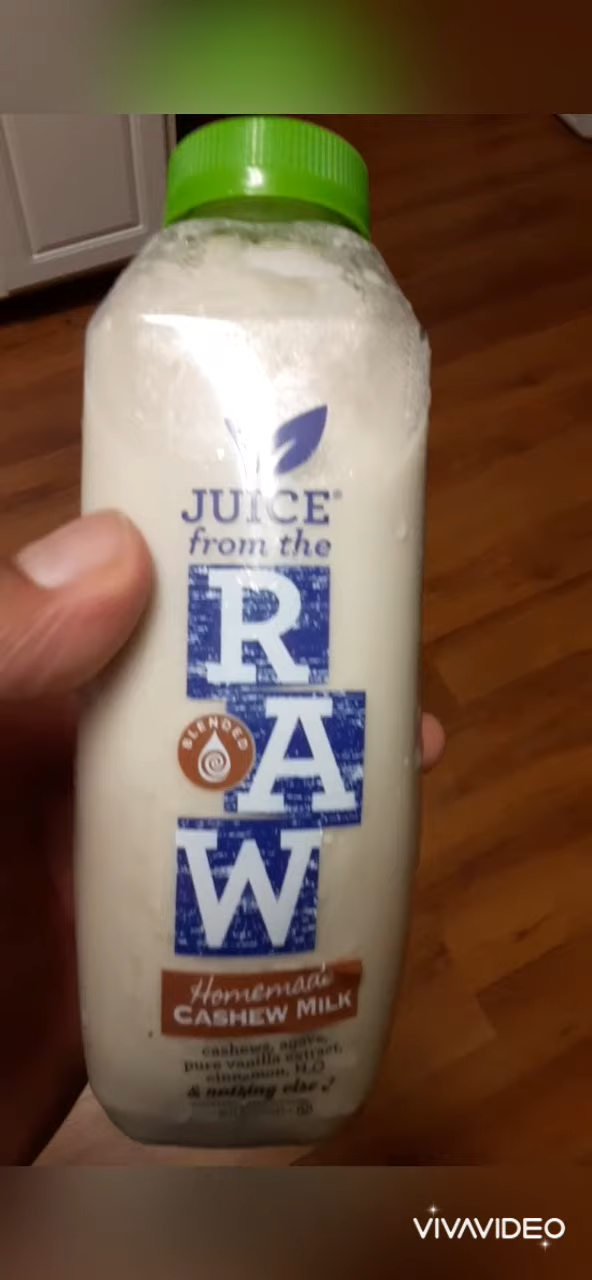 JUICE®
from the
R
BLENDED
A
W
Homemade
CASHEW MILK
cashews, agave,
pure vanilla extract,
cinnamon, H2O
& nothing else!
VIVAVIDEO